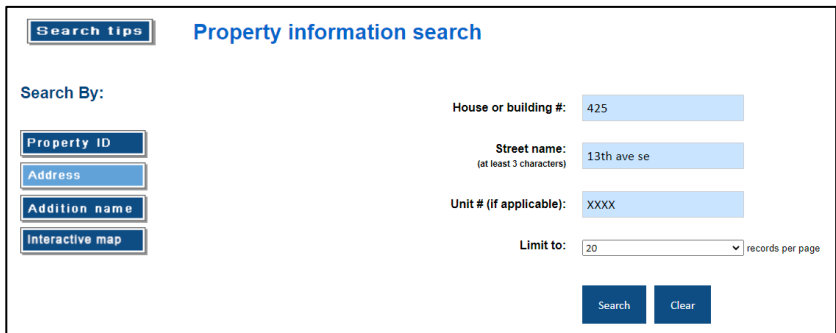 Search tips
Property information search
Search By:
Property ID
Address
Addition name
Interactive map
House or building #: 425
Street name: 13th ave se
(at least 3 characters)
Unit # (if applicable): XXXX
Limit to: 20 records per page
Search Clear